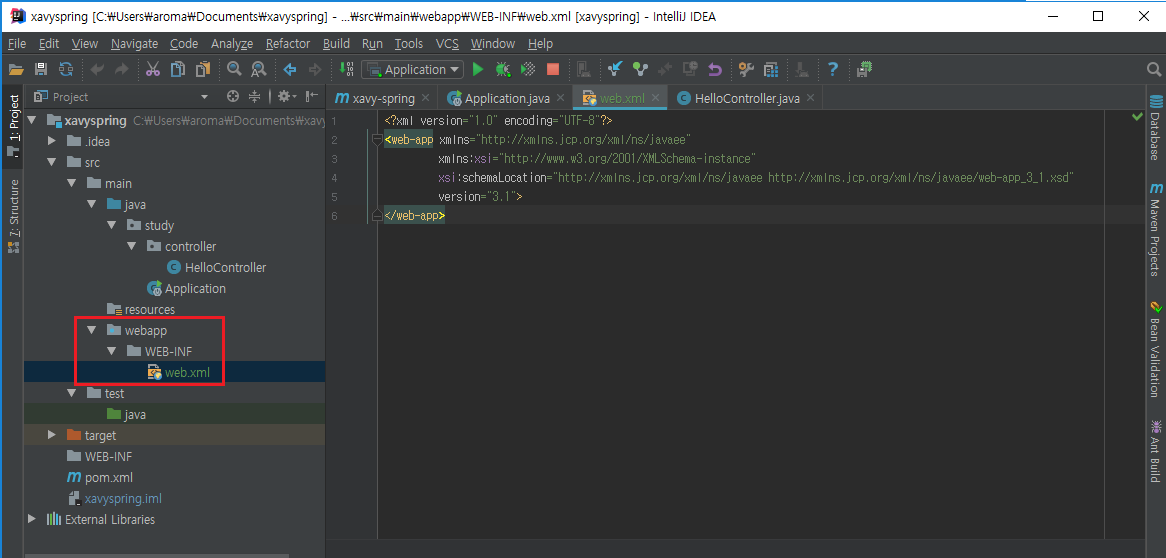 xavyspring [C:₩Users₩aroma₩Documents₩xavyspring] - ...₩src₩main₩webapp₩WEB-INF₩web.xml [xavyspring] - IntelliJ IDEA
File Edit View Navigate Code Analyze Refactor Build Run Tools VCS Window Help
Application
Project
xavy-spring
Application.java
web.xml
HelloController.java
1: Project
7: Structure
xavyspring C:₩Users₩aroma₩Documents₩xavy
.idea
src
main
java
study
controller
HelloController
Application
resources
webapp
WEB-INF
web.xml
test
java
target
WEB-INF
pom.xml
xavyspring.iml
External Libraries
1 <?xml version="1.0" encoding="UTF-8"?>
2 <web-app xmlns="http://xmlns.jcp.org/xml/ns/javaee"
3 xmlns:xsi="http://www.w3.org/2001/XMLSchema-instance"
4 xsi:schemaLocation="http://xmlns.jcp.org/xml/ns/javaee http://xmlns.jcp.org/xml/ns/javaee/web-app_3_1.xsd"
5 version="3.1">
6 </web-app>
Database
Maven Projects
Bean Validation
Ant Build